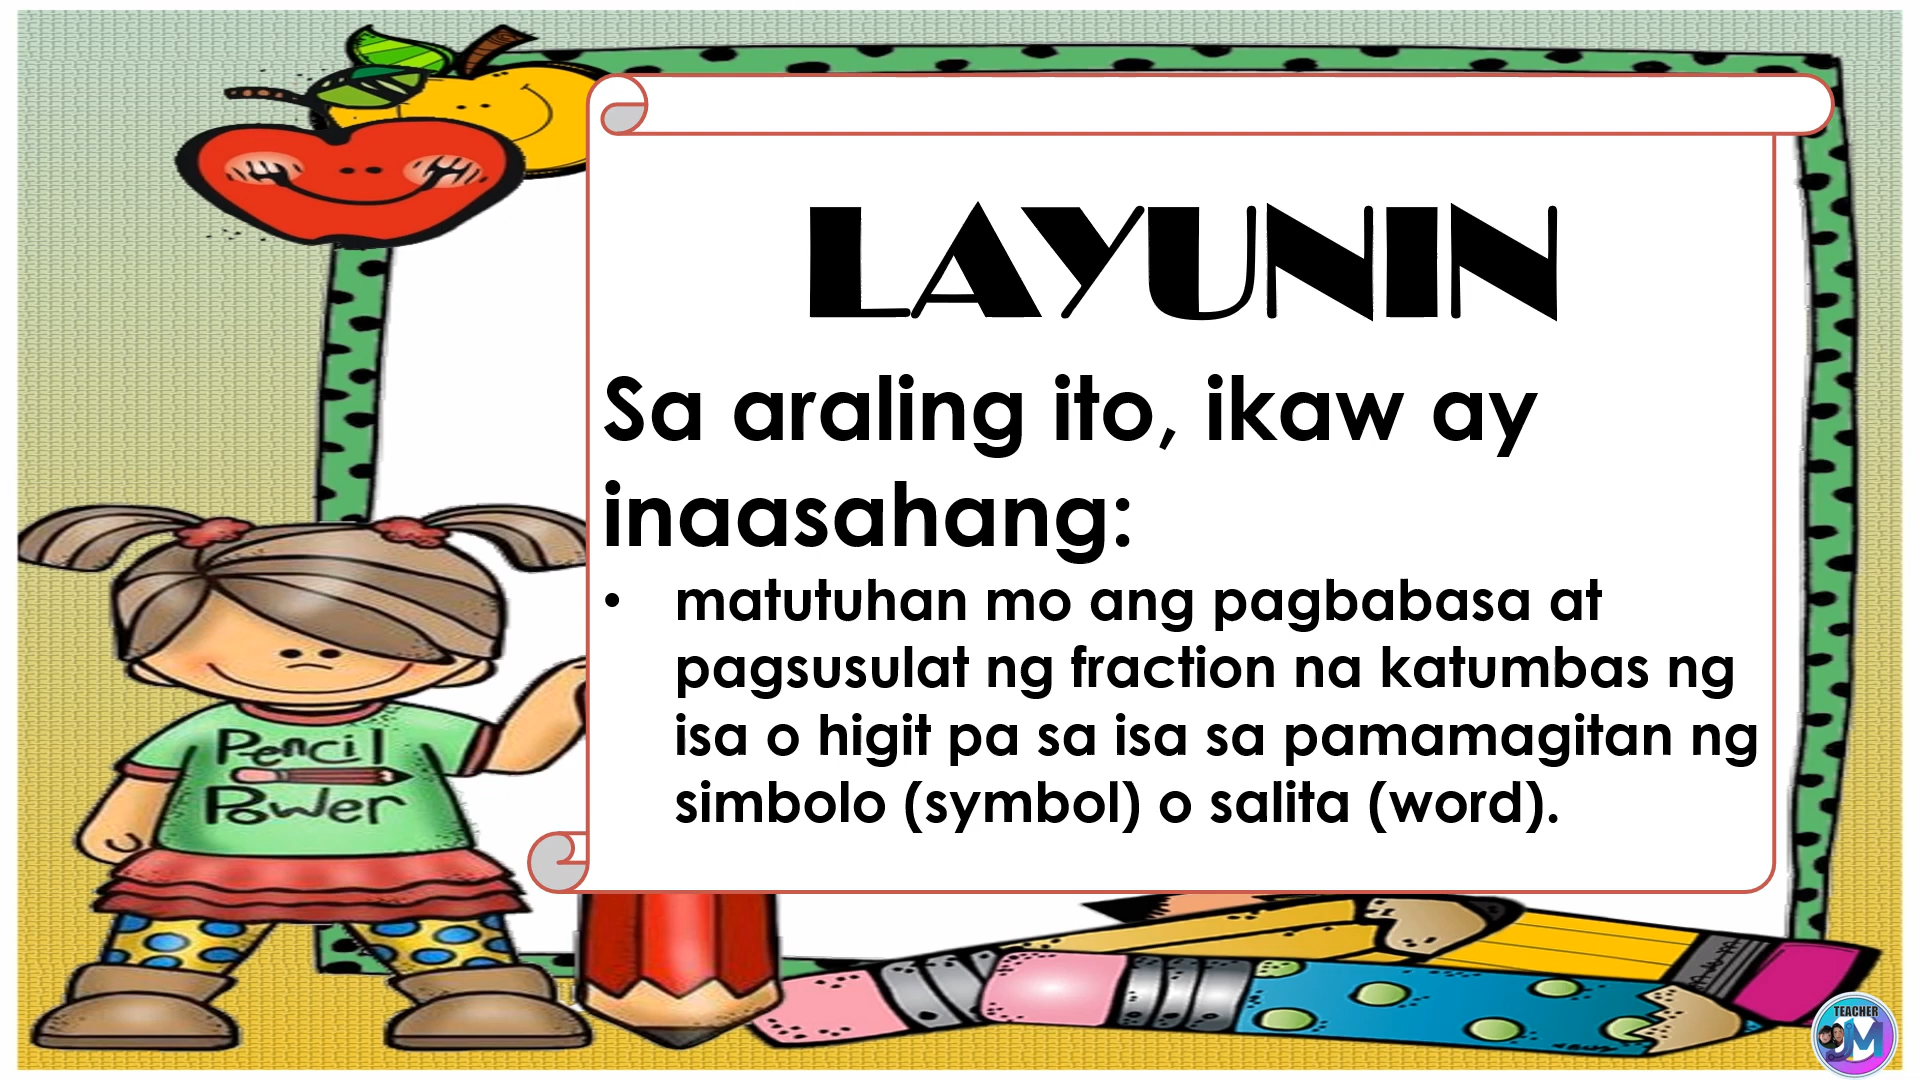 LAYUNIN
Sa araling ito, ikaw ay
inaasahang:
• matutuhan mo ang pagbabasa at
pagsusulat ng fraction na katumbas ng
isa o higit pa sa isa sa pamamagitan ng
simbolo (symbol) o salita (word).
Pencil
Power
TEACHER
JM